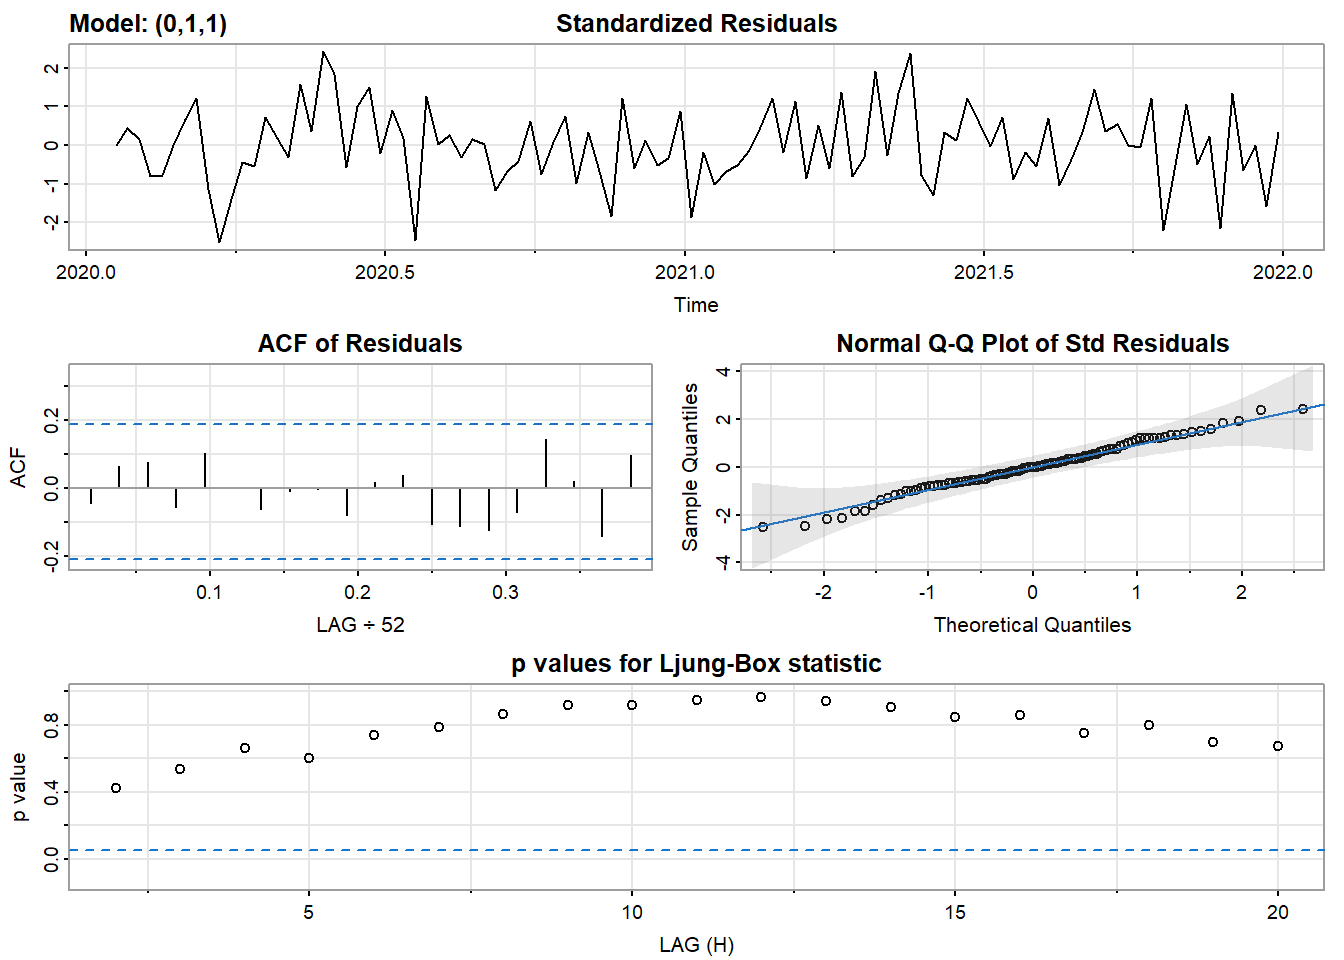 Model: (0,1,1) Standardized Residuals
2
1
0
-1
-2
2020.0 2020.5 2021.0 2021.5 2022.0
Time
ACF of Residuals
ACF
0.2
0.0
-0.2
0.1 0.2 0.3
LAG ÷ 52
Normal Q-Q Plot of Std Residuals
Sample Quantiles
4
2
0
-2
-4
-2 -1 0 1 2
Theoretical Quantiles
p values for Ljung-Box statistic
p value
0.8
0.4
0.0
5 10 15 20
LAG (H)